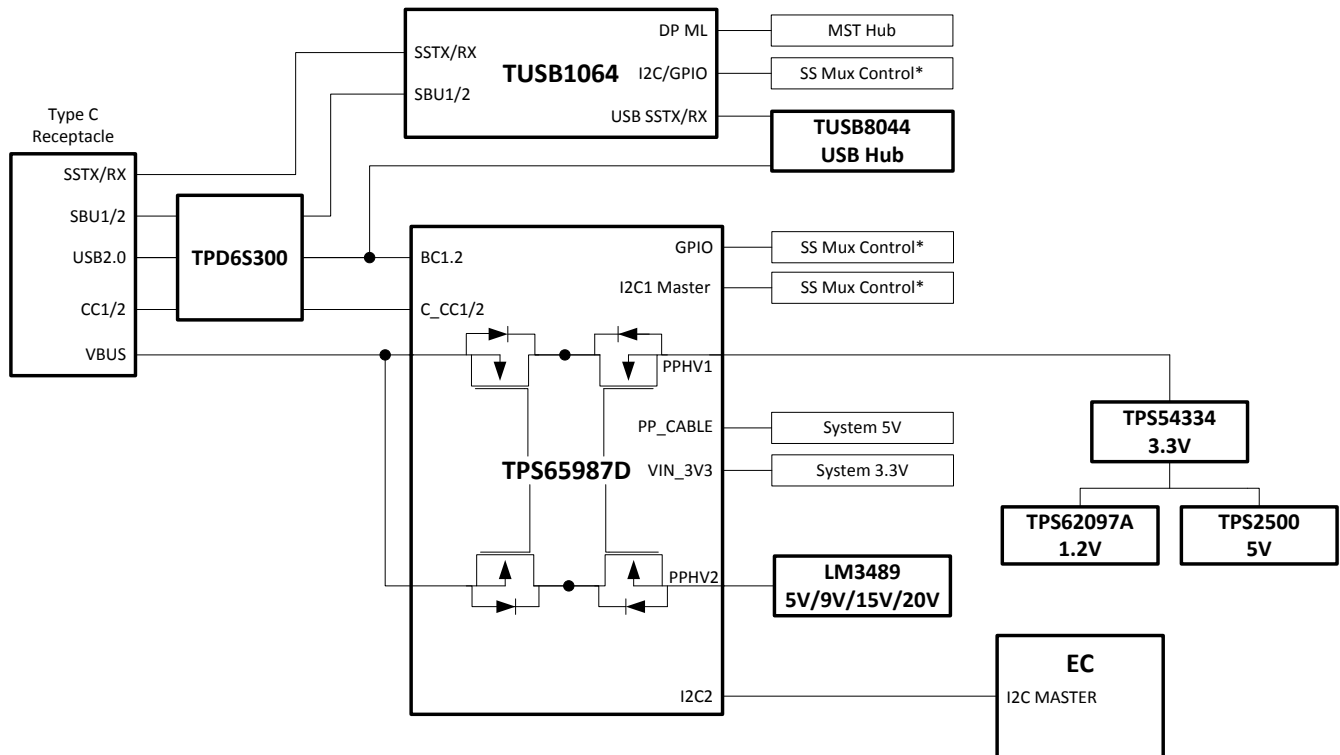 Type C
Receptacle
SSTX/RX
SBU1/2
USB2.0
CC1/2
VBUS
TPD6S300
SSTX/RX
SBU1/2
TUSB1064
DP ML
I2C/GPIO
USB SSTX/RX
MST Hub
SS Mux Control*
TUSB8044
USB Hub
BC1.2
C_CC1/2
GPIO
I2C1 Master
PPHV1
PP_CABLE
VIN_3V3
TPS65987D
PPHV2
I2C2
SS Mux Control*
SS Mux Control*
System 5V
System 3.3V
LM3489
5V/9V/15V/20V
TPS54334
3.3V
TPS62097A
1.2V
TPS2500
5V
EC
I2C MASTER